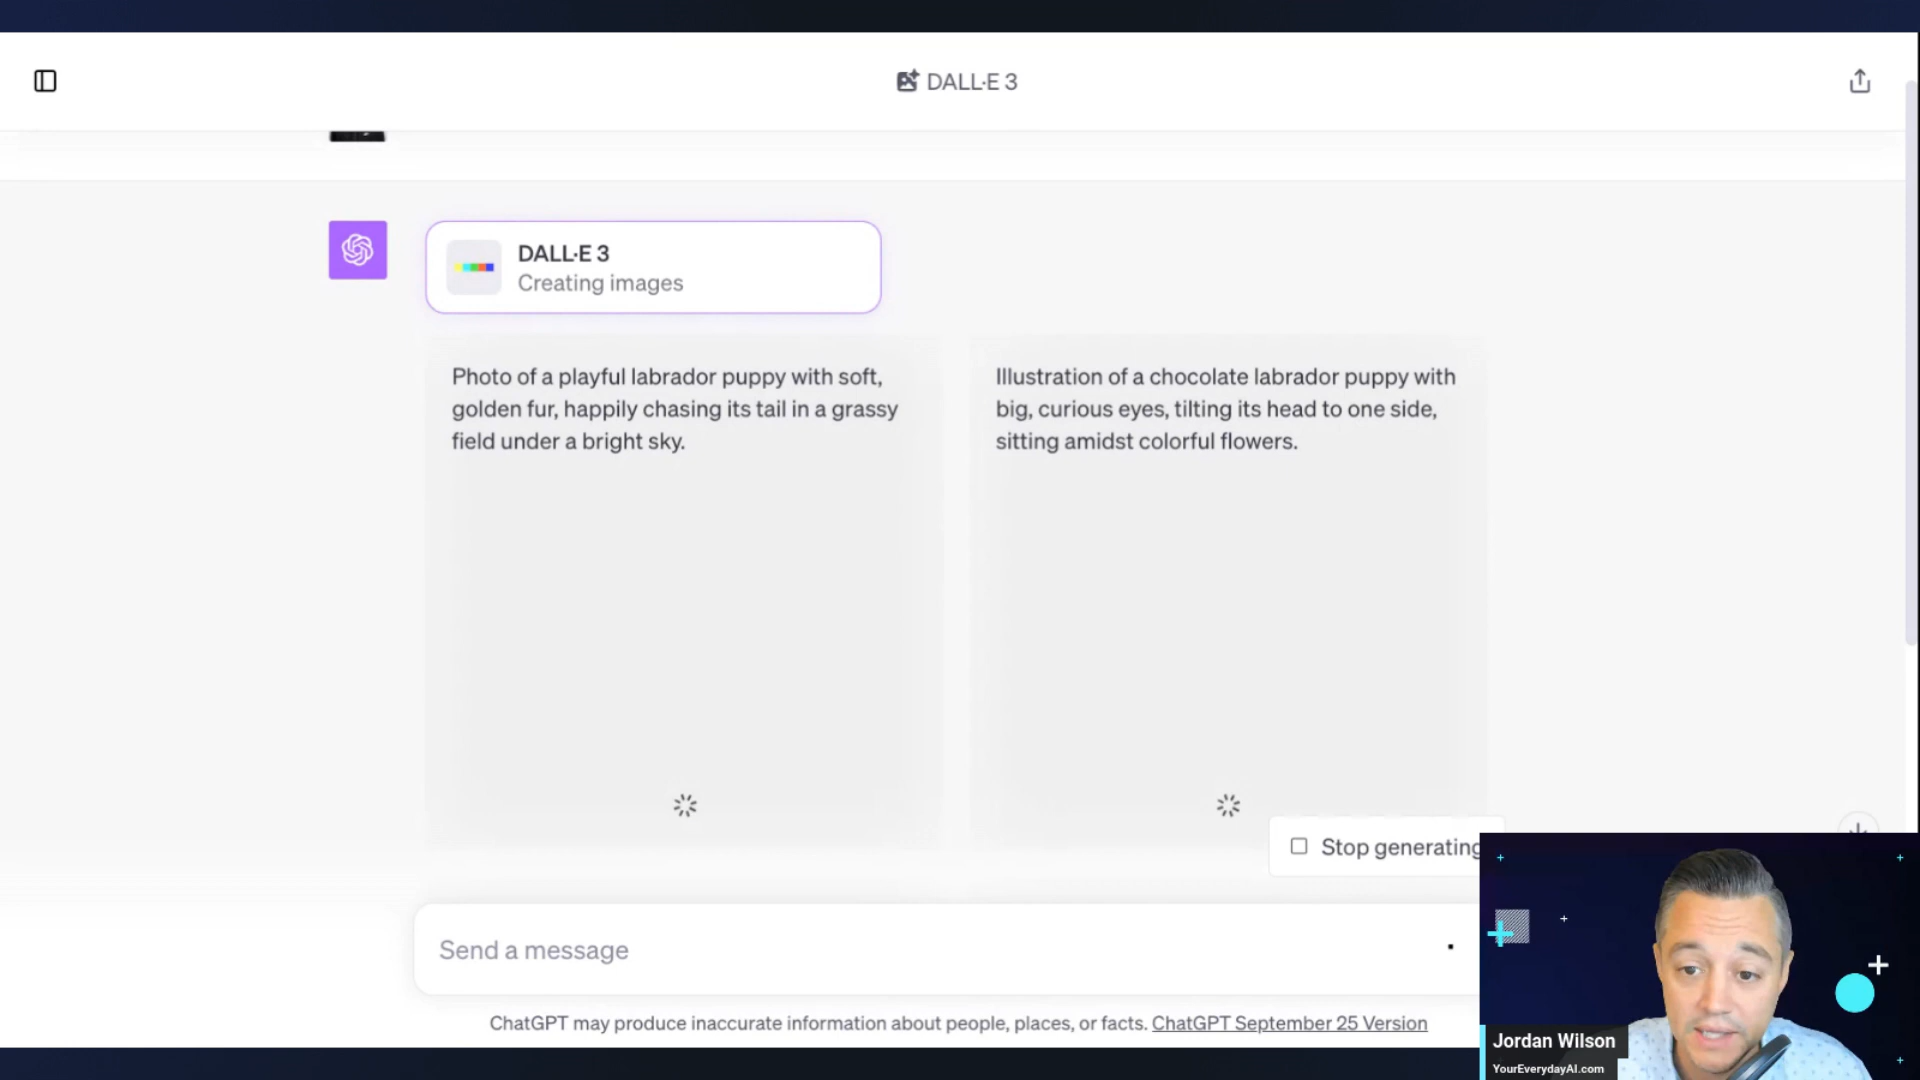 DALL·E 3
DALL·E 3
Creating images
Photo of a playful labrador puppy with soft,
golden fur, happily chasing its tail in a grassy
field under a bright sky.
Illustration of a chocolate labrador puppy with
big, curious eyes, tilting its head to one side,
sitting amidst colorful flowers.
Stop generating
Send a message
ChatGPT may produce inaccurate information about people, places, or facts. ChatGPT September 25 Version
Jordan Wilson
YourEverydayAI.com